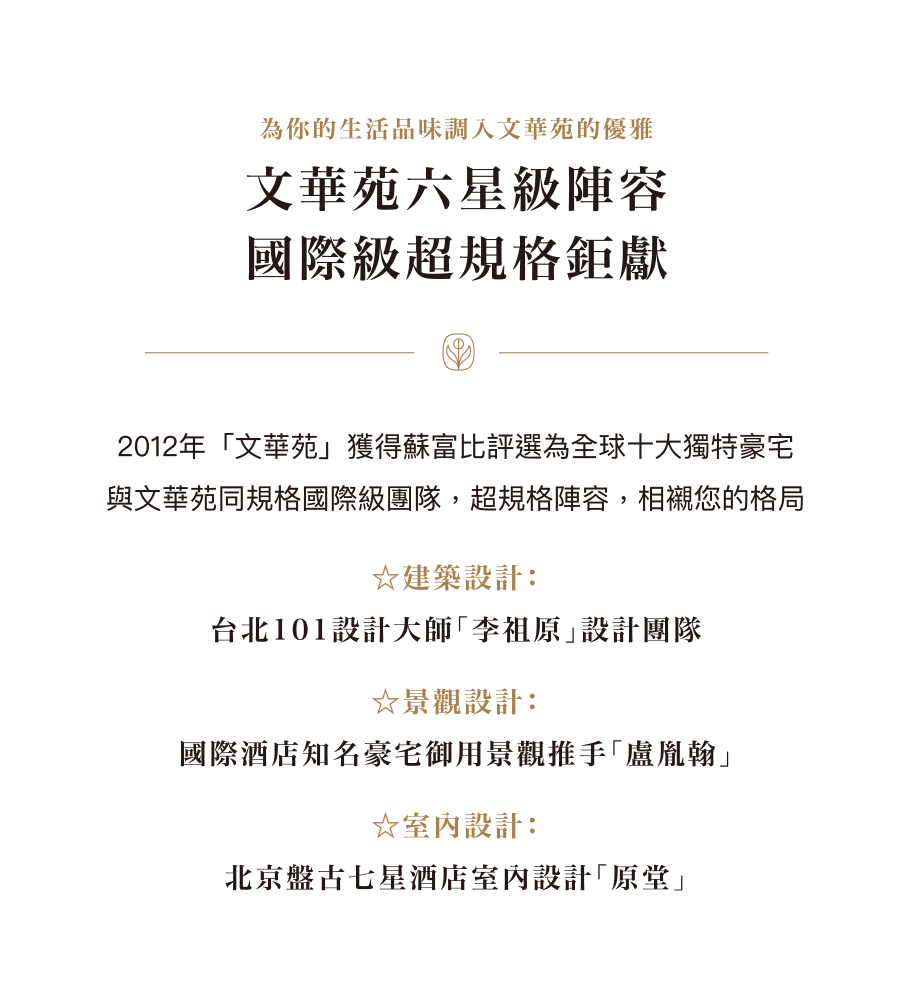 為你的生活品味調入文華苑的優雅
文華苑六星級陣容
國際級超規格鉅獻
2012年「文華苑」獲得蘇富比評選為全球十大獨特豪宅
與文華苑同規格國際級團隊，超規格陣容，相襯您的格局
☆建築設計：
台北101設計大師「李祖原」設計團隊
☆景觀設計：
國際酒店知名豪宅御用景觀推手「盧胤翰」
☆室內設計：
北京盤古七星酒店室內設計「原堂」